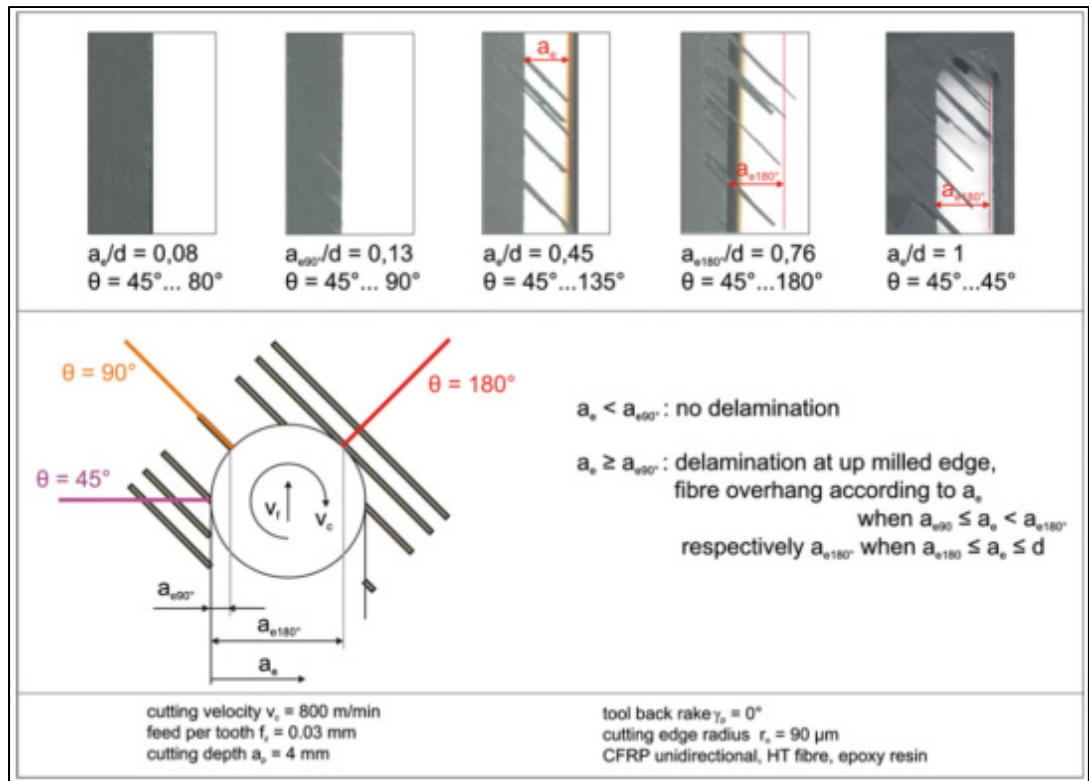 aₑ
aₑ₁₈₀°
aₑ₁₈₀°
aₑ/d = 0,08
θ = 45°... 80°
aₑ₉₀°/d = 0,13
θ = 45°... 90°
aₑ/d = 0,45
θ = 45°...135°
aₑ₁₈₀°/d = 0,76
θ = 45°...180°
aₑ/d = 1
θ = 45°...45°
θ = 90°
θ = 180°
θ = 45°
v_f
v_c
aₑ₉₀°
aₑ₁₈₀°
aₑ
aₑ < aₑ₉₀° : no delamination
aₑ ≥ aₑ₉₀° : delamination at up milled edge,
fibre overhang according to aₑ
when aₑ₉₀ ≤ aₑ < aₑ₁₈₀°
respectively aₑ₁₈₀° when aₑ₁₈₀ ≤ aₑ ≤ d
cutting velocity v_c = 800 m/min
feed per tooth f_z = 0.03 mm
cutting depth a_p = 4 mm
tool back rake γ_p = 0°
cutting edge radius rₙ = 90 µm
CFRP unidirectional, HT fibre, epoxy resin